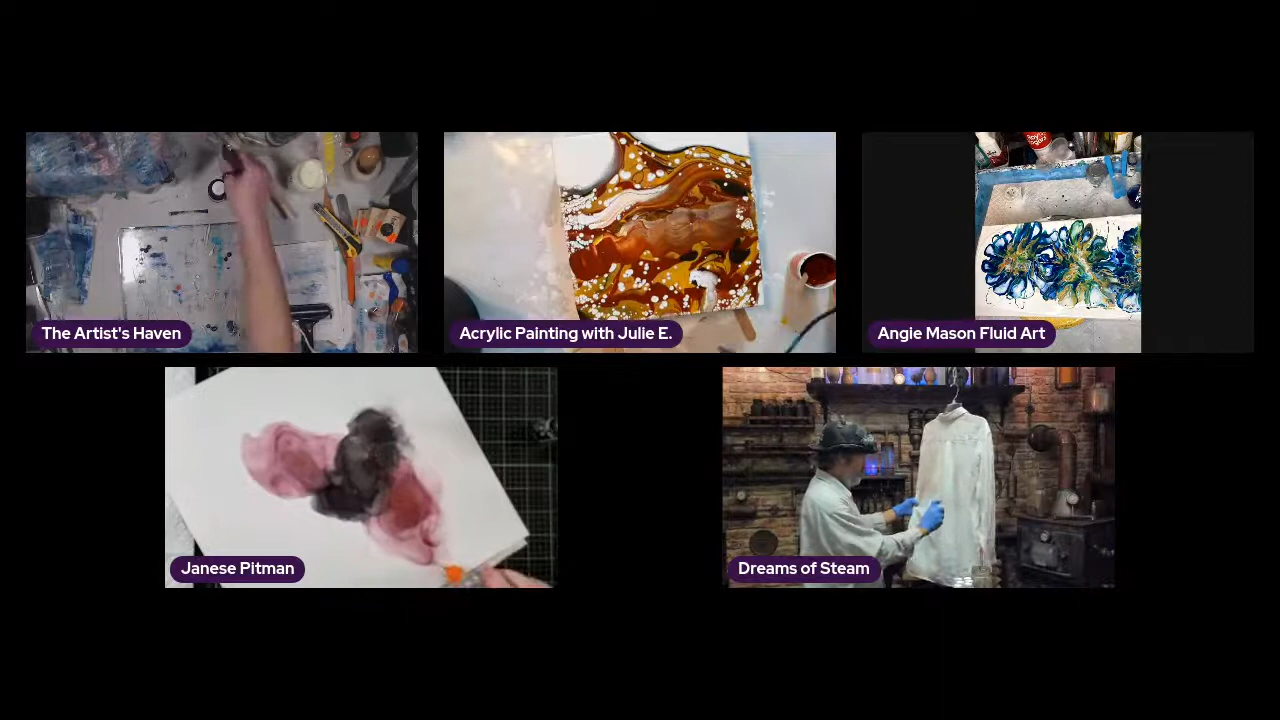 The Artist's Haven
Acrylic Painting with Julie E.
Angie Mason Fluid Art
Janese Pitman
Dreams of Steam